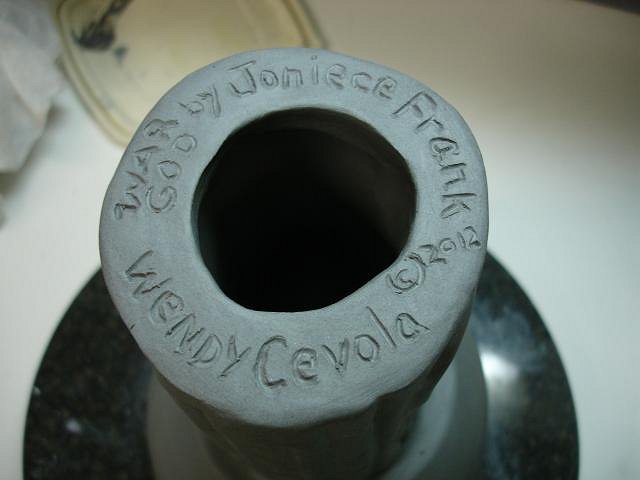 WAR GOD by Joniece Frank
©2012
WENDY Cevola